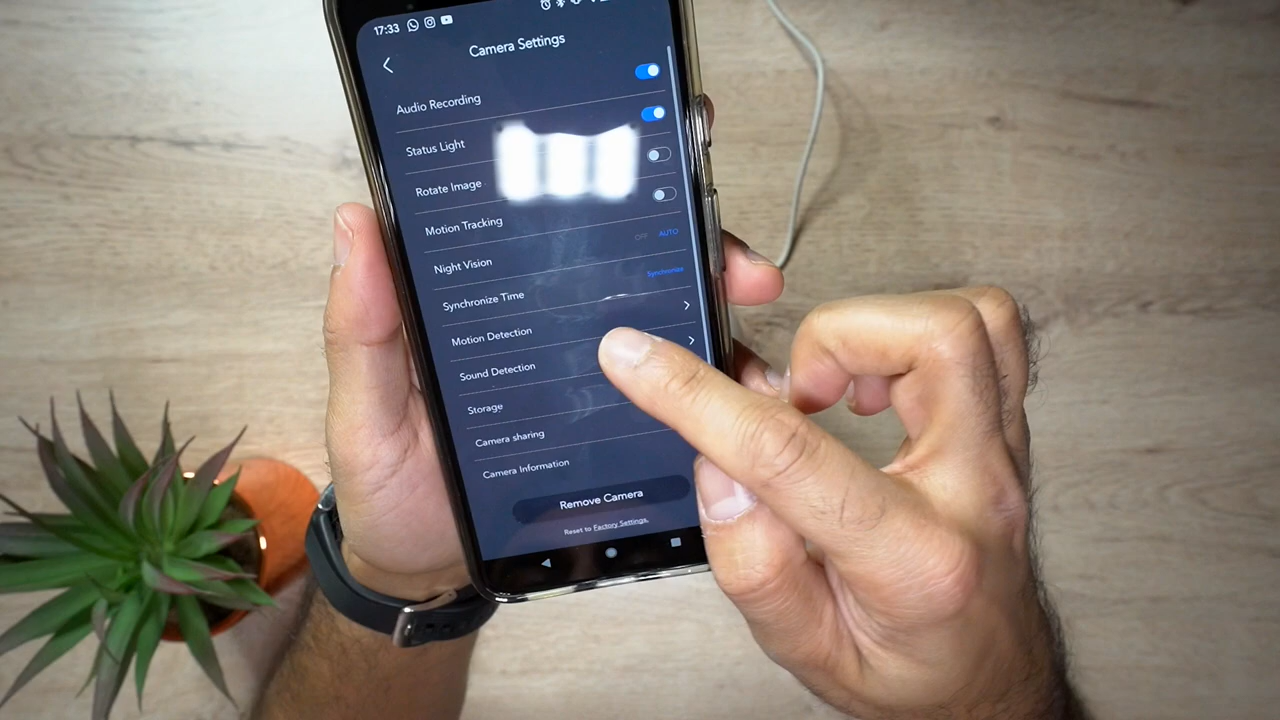 17:33
Camera Settings
Audio Recording
Status Light
Rotate Image
Motion Tracking
Night Vision OFF AUTO
Synchronize Time Synchronize
Motion Detection
Sound Detection
Storage
Camera sharing
Camera Information
Remove Camera
Reset to Factory Settings.